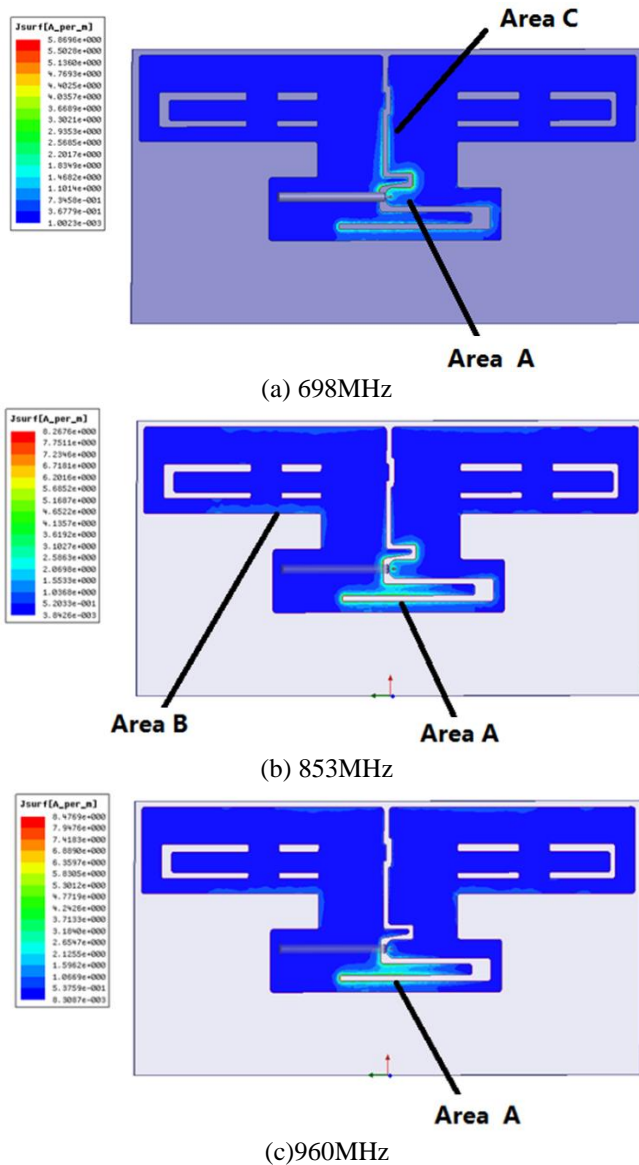 Area C
Jsurf[A_per_m]
5.8696e+000
5.5028e+000
5.1360e+000
4.7693e+000
4.4025e+000
4.0357e+000
3.6689e+000
3.3021e+000
2.9353e+000
2.5685e+000
2.2017e+000
1.8349e+000
1.4682e+000
1.1014e+000
7.3458e-001
3.6779e-001
1.0023e-003
Area A
(a) 698MHz
Jsurf[A_per_m]
8.2676e+000
7.7511e+000
7.2346e+000
6.7181e+000
6.2016e+000
5.6852e+000
5.1687e+000
4.6522e+000
4.1357e+000
3.6192e+000
3.1027e+000
2.5863e+000
2.0698e+000
1.5533e+000
1.0368e+000
5.2033e-001
3.8426e-003
Area B
Area A
(b) 853MHz
Jsurf[A_per_m]
8.4769e+000
7.9476e+000
7.4183e+000
6.8890e+000
6.3597e+000
5.8305e+000
5.3012e+000
4.7719e+000
4.2426e+000
3.7133e+000
3.1840e+000
2.6547e+000
2.1255e+000
1.5962e+000
1.0669e+000
5.3759e-001
8.3087e-003
Area A
(c)960MHz